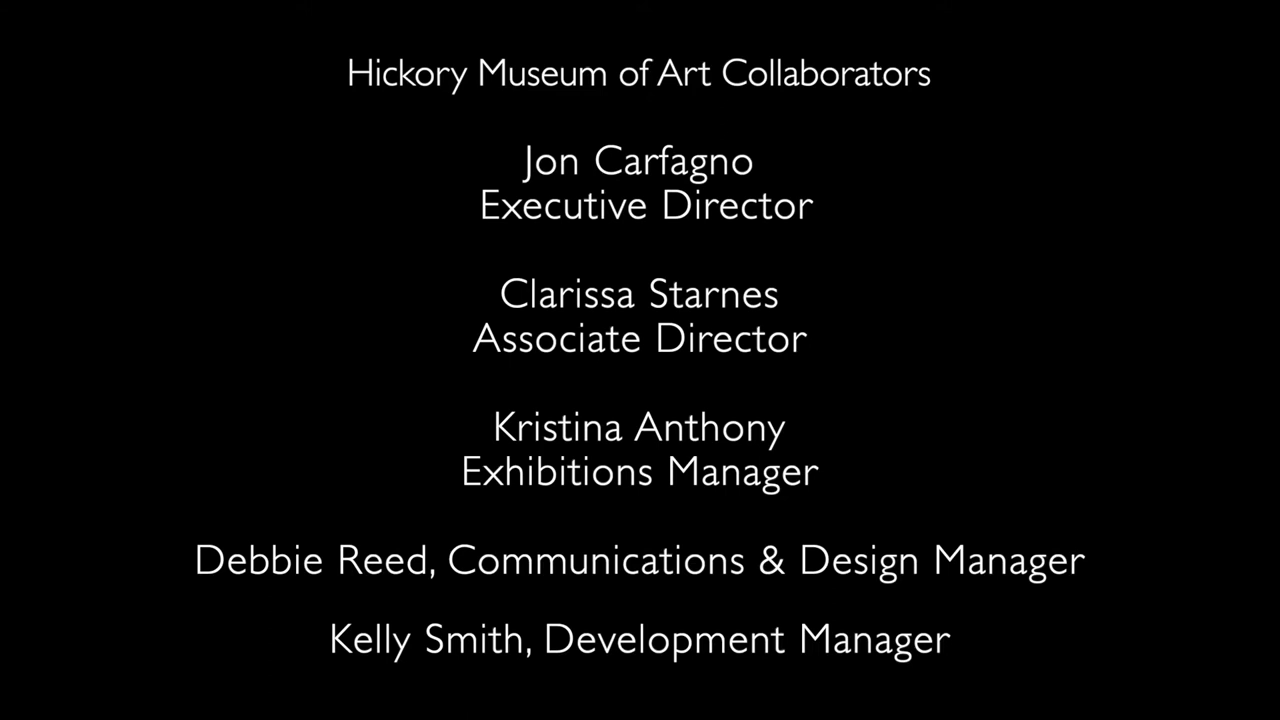 Hickory Museum of Art Collaborators
Jon Carfagno
Executive Director
Clarissa Starnes
Associate Director
Kristina Anthony
Exhibitions Manager
Debbie Reed, Communications & Design Manager
Kelly Smith, Development Manager